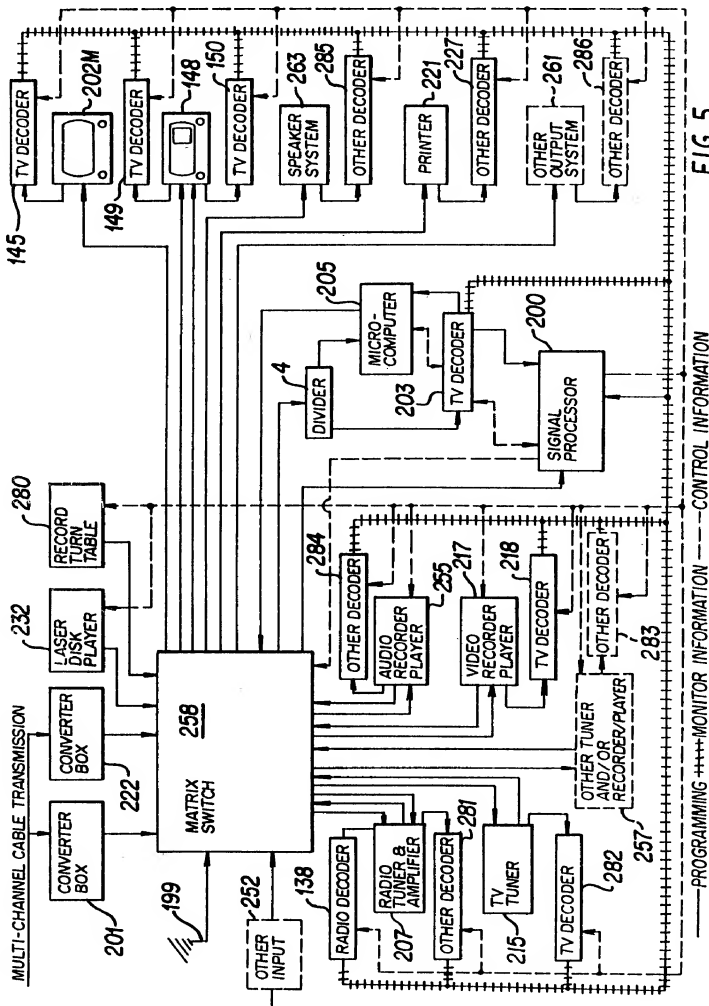 MULTI-CHANNEL CABLE TRANSMISSION
201
CONVERTER
BOX
222
CONVERTER
BOX
232
LASER
DISK
PLAYER
280
RECORD
TURN
TABLE
199
252
OTHER
INPUT
258
MATRIX
SWITCH
145
TV DECODER
202M
149
TV DECODER
148
TV DECODER
150
SPEAKER
SYSTEM
263
OTHER DECODER
285
PRINTER
221
OTHER DECODER
227
OTHER
OUTPUT
SYSTEM
261
OTHER DECODER
286
DIVIDER
4
MICRO-
COMPUTER
205
203
TV DECODER
SIGNAL
PROCESSOR
200
138
RADIO DECODER
207
RADIO
TUNER &
AMPLIFIER
OTHER DECODER
281
215
TV
TUNER
TV DECODER
282
OTHER DECODER
284
AUDIO
RECORDER
PLAYER
255
VIDEO
RECORDER
PLAYER
217
TV DECODER
218
OTHER TUNER
AND/OR
RECORDER/PLAYER
257
OTHER DECODER
283
PROGRAMMING
MONITOR INFORMATION
CONTROL INFORMATION
FIG. 5